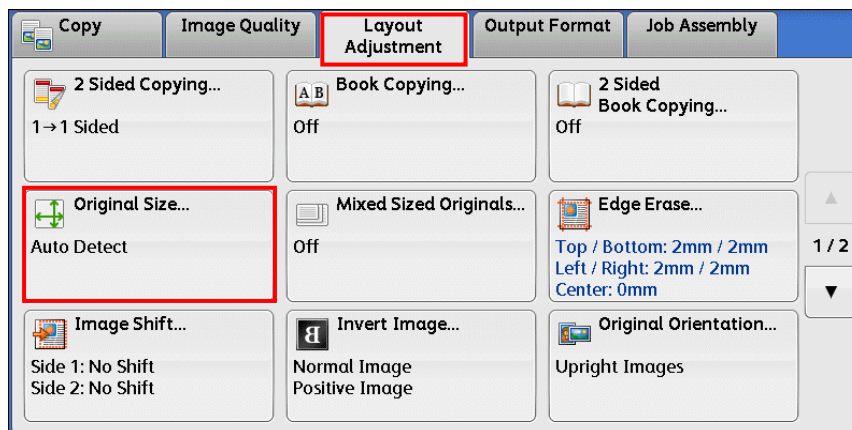 Copy
Image Quality
Layout
Adjustment
Output Format
Job Assembly
2 Sided Copying...
1→1 Sided
A B
Book Copying...
Off
2 Sided
Book Copying...
Off
Original Size...
Auto Detect
Mixed Sized Originals...
Off
Edge Erase...
Top / Bottom: 2mm / 2mm
Left / Right: 2mm / 2mm
Center: 0mm
1 / 2
Image Shift...
Side 1: No Shift
Side 2: No Shift
B
Invert Image...
Normal Image
Positive Image
Original Orientation...
Upright Images